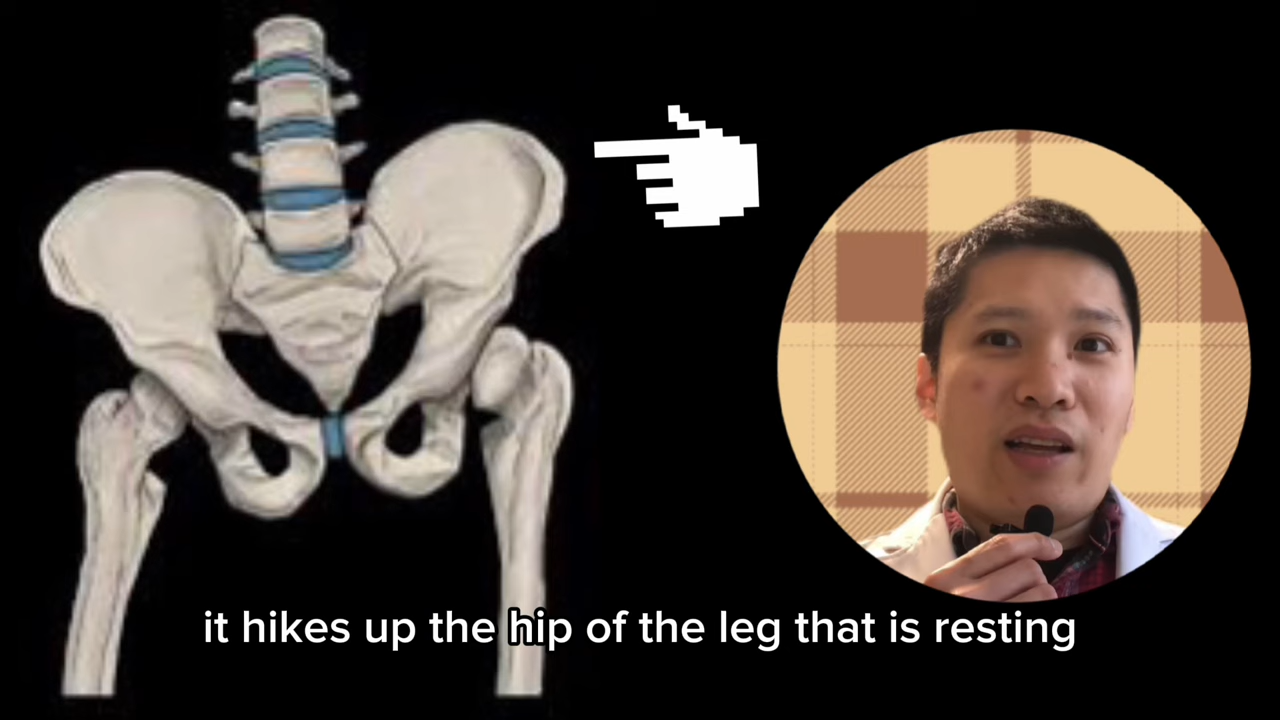 it hikes up the hip of the leg that is resting